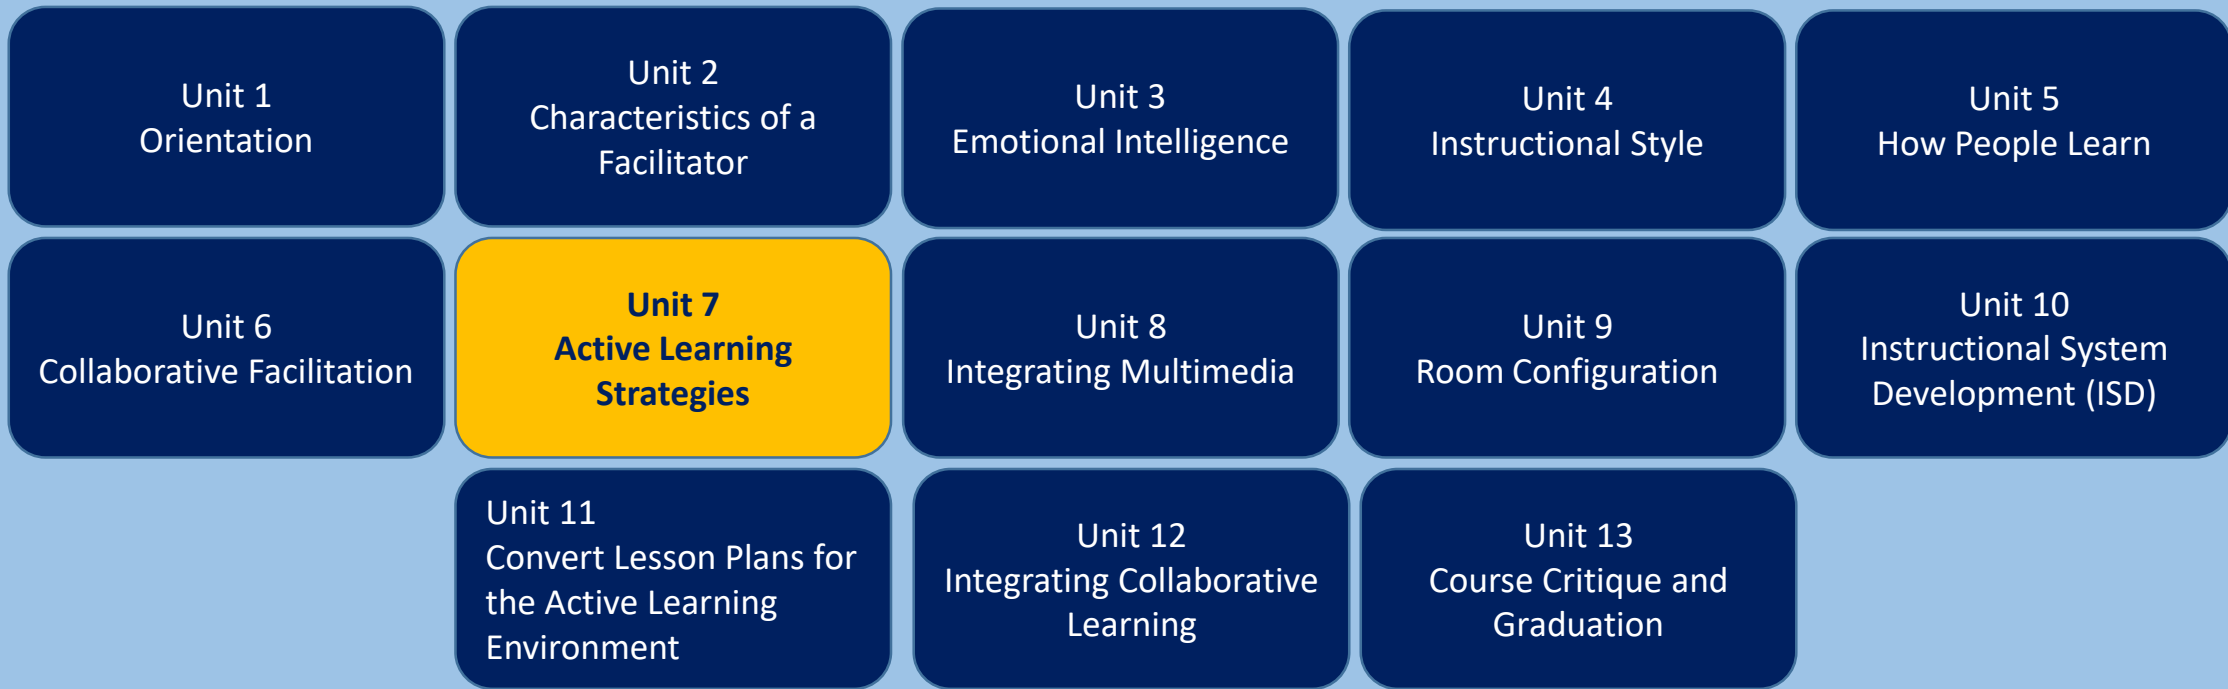 Unit 1
Orientation
Unit 2
Characteristics of a
Facilitator
Unit 3
Emotional Intelligence
Unit 4
Instructional Style
Unit 5
How People Learn
Unit 6
Collaborative Facilitation
Unit 7
Active Learning
Strategies
Unit 8
Integrating Multimedia
Unit 9
Room Configuration
Unit 10
Instructional System
Development (ISD)
Unit 11
Convert Lesson Plans for
the Active Learning
Environment
Unit 12
Integrating Collaborative
Learning
Unit 13
Course Critique and
Graduation